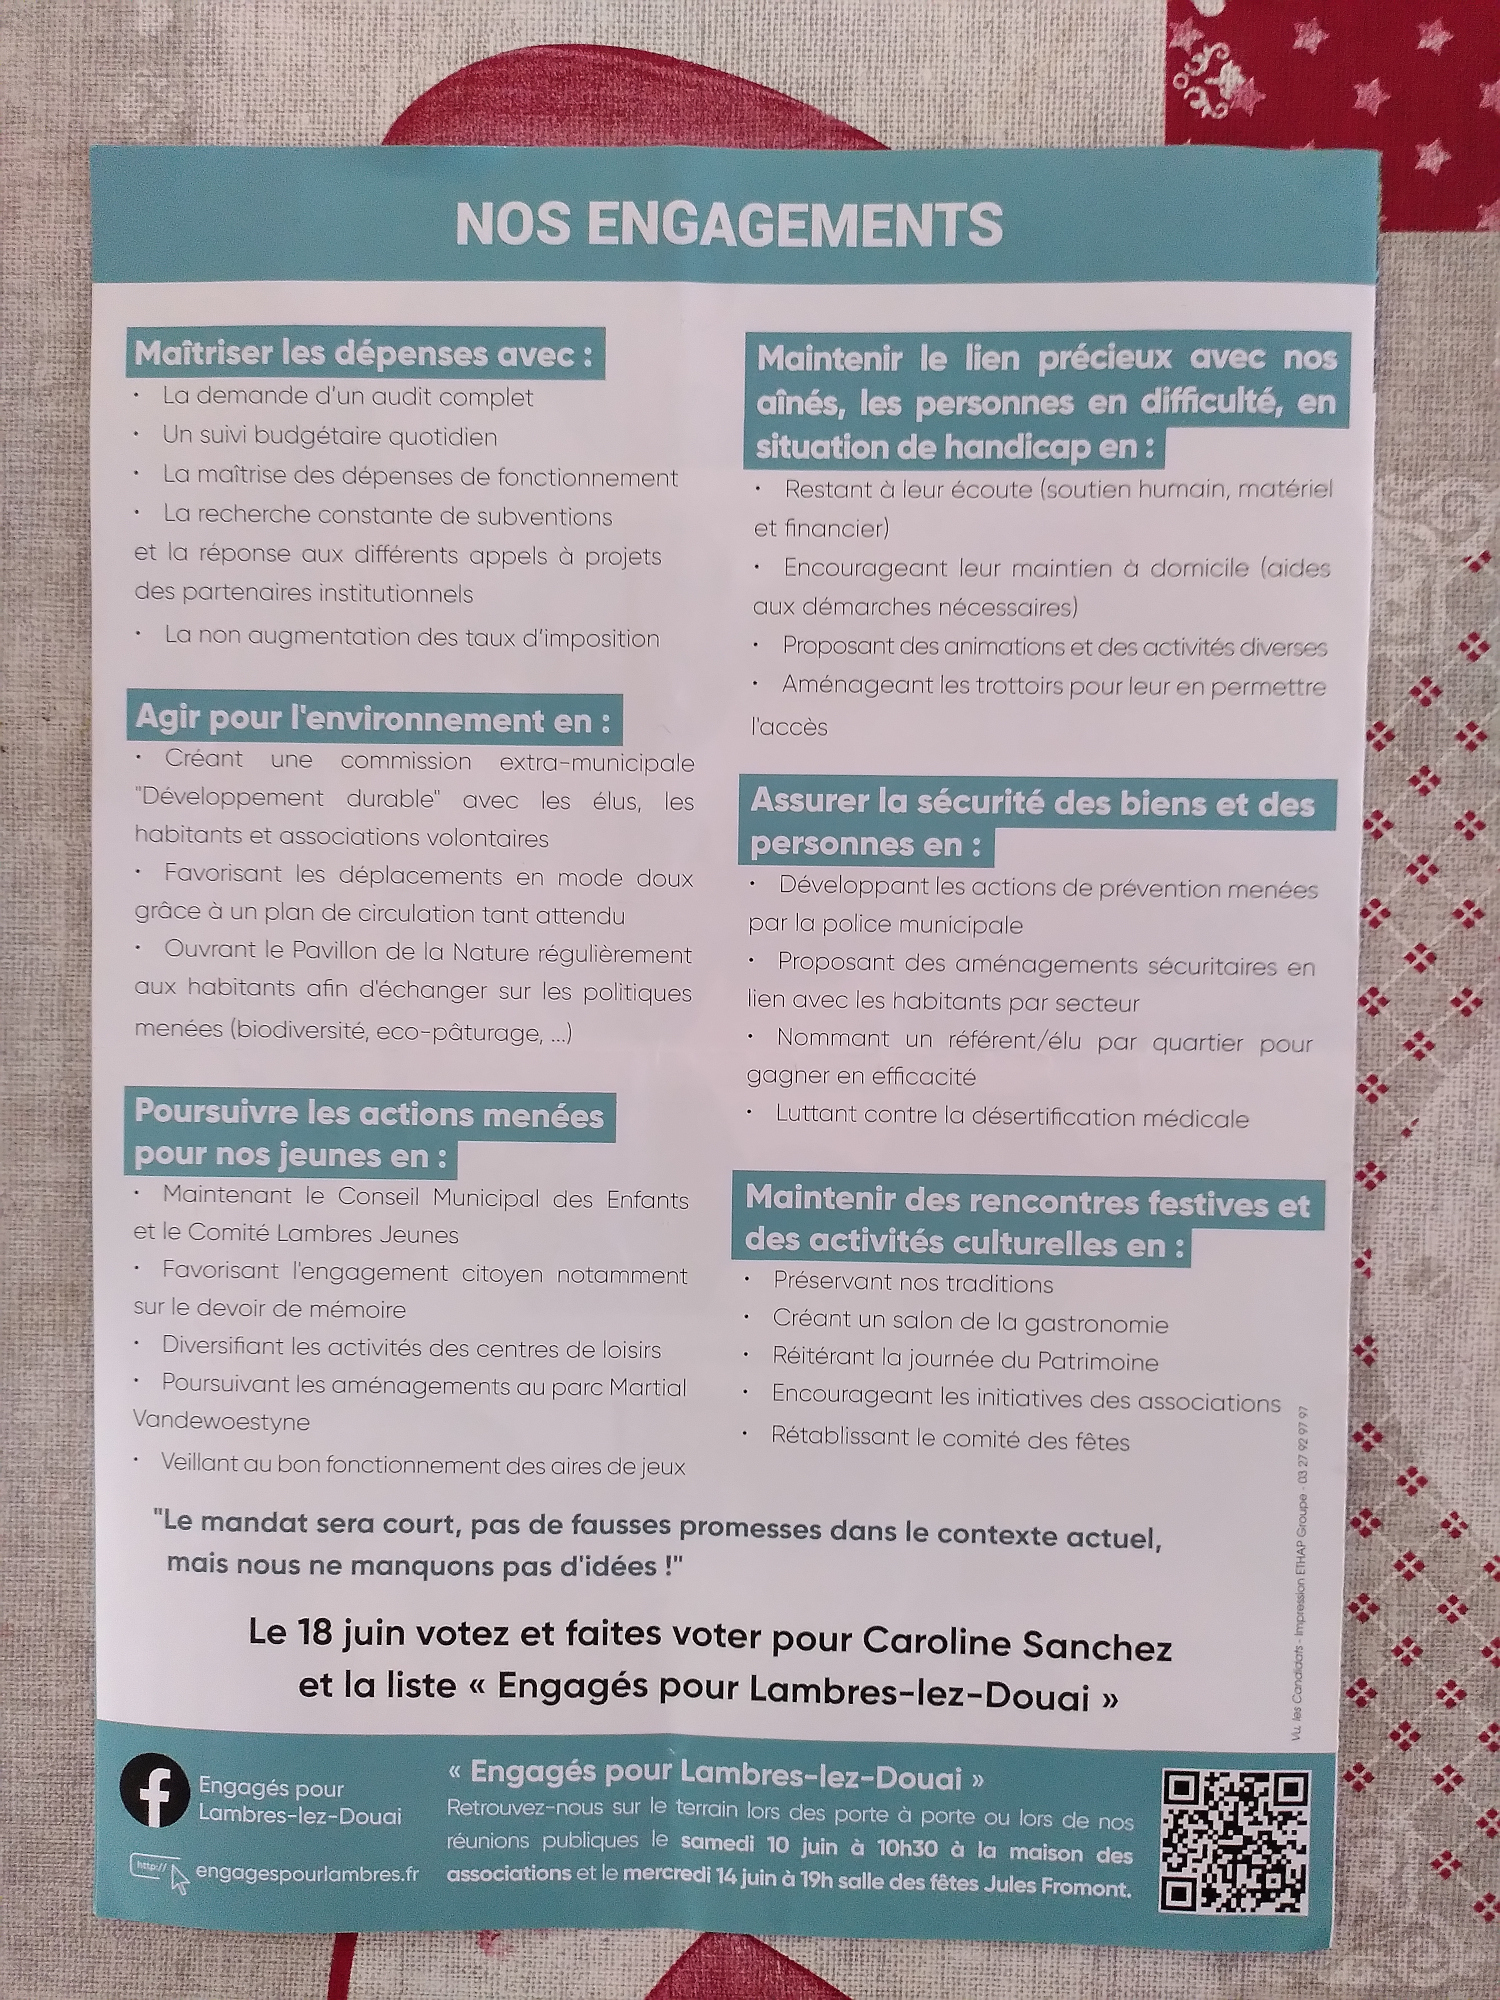 NOS ENGAGEMENTS
Maîtriser les dépenses avec :
• La demande d'un audit complet
• Un suivi budgétaire quotidien
• La maîtrise des dépenses de fonctionnement
• La recherche constante de subventions
et la réponse aux différents appels à projets
des partenaires institutionnels
• La non augmentation des taux d'imposition
Agir pour l'environnement en :
• Créant une commission extra-municipale
"Développement durable" avec les élus, les
habitants et associations volontaires
• Favorisant les déplacements en mode doux
grâce à un plan de circulation tant attendu
• Ouvrant le Pavillon de la Nature régulièrement
aux habitants afin d'échanger sur les politiques
menées (biodiversité, eco-pâturage, ...)
Poursuivre les actions menées
pour nos jeunes en :
• Maintenant le Conseil Municipal des Enfants
et le Comité Lambres Jeunes
• Favorisant l'engagement citoyen notamment
sur le devoir de mémoire
• Diversifiant les activités des centres de loisirs
• Poursuivant les aménagements au parc Martial
Vandewoestyne
• Veillant au bon fonctionnement des aires de jeux
Maintenir le lien précieux avec nos
aînés, les personnes en difficulté, en
situation de handicap en :
• Restant à leur écoute (soutien humain, matériel
et financier)
• Encourageant leur maintien à domicile (aides
aux démarches nécessaires)
• Proposant des animations et des activités diverses
• Aménageant les trottoirs pour leur en permettre
l'accès
Assurer la sécurité des biens et des
personnes en :
• Développant les actions de prévention menées
par la police municipale
• Proposant des aménagements sécuritaires en
lien avec les habitants par secteur
• Nommant un référent/élu par quartier pour
gagner en efficacité
• Luttant contre la désertification médicale
Maintenir des rencontres festives et
des activités culturelles en :
• Préservant nos traditions
• Créant un salon de la gastronomie
• Réitérant la journée du Patrimoine
• Encourageant les initiatives des associations
• Rétablissant le comité des fêtes
"Le mandat sera court, pas de fausses promesses dans le contexte actuel,
mais nous ne manquons pas d'idées !"
Le 18 juin votez et faites voter pour Caroline Sanchez
et la liste « Engagés pour Lambres-lez-Douai »
Vu, les Candidats - Impression ETHAP Groupe - 03 27 92 97 97
Engagés pour
Lambres-lez-Douai
http://
engagespourlambres.fr
« Engagés pour Lambres-lez-Douai »
Retrouvez-nous sur le terrain lors des porte à porte ou lors de nos
réunions publiques le samedi 10 juin à 10h30 à la maison des
associations et le mercredi 14 juin à 19h salle des fêtes Jules Fromont.